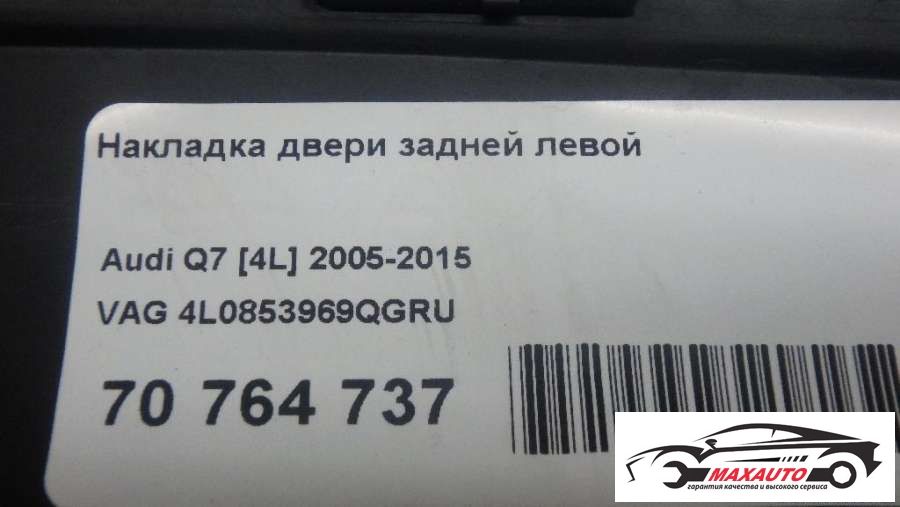 Накладка двери задней левой
Audi Q7 [4L] 2005-2015
VAG 4L0853969QGRU
70 764 737
MAXAUTO
гарантия качества и высокого сервиса